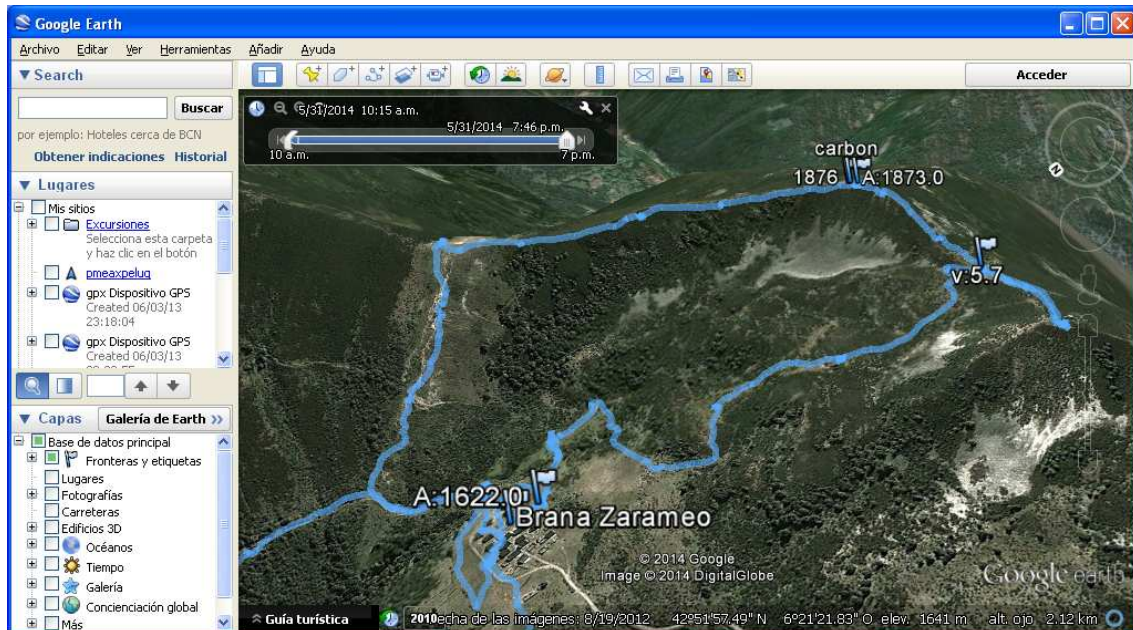 Google Earth
Archivo Editar Ver Herramientas Añadir Ayuda
Search
Buscar
por ejemplo: Hoteles cerca de BCN
Obtener indicaciones Historial
Lugares
Mis sitios
Excursiones
Selecciona esta carpeta
y haz clic en el botón
pmeaxpelug
gpx Dispositivo GPS
Created 06/03/13
23:18:04
gpx Dispositivo GPS
Created 06/03/13
Capas Galería de Earth >>
Base de datos principal
Fronteras y etiquetas
Lugares
Fotografías
Carreteras
Edificios 3D
Océanos
Tiempo
Galería
Concienciación global
Más
Acceder
5/31/2014 10:15 a.m.
5/31/2014 7:46 p.m.
10 a.m. 7 p.m.
carbon
1876 A:1873.0
v:5.7
A:1622.0
Brana Zarameo
© 2014 Google
Image © 2014 DigitalGlobe
Google earth
Guía turística 2010 echa de las imágenes: 8/19/2012 42°51'57.49" N 6°21'21.83" O elev. 1641 m alt. ojo 2.12 km